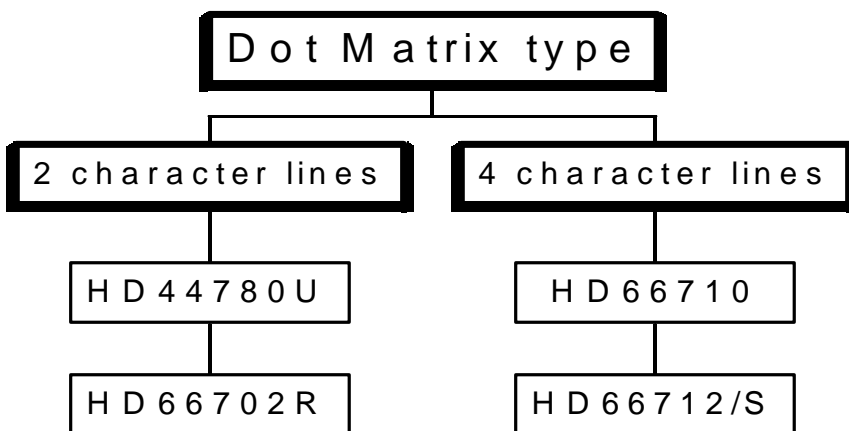 Dot Matrix type
2 character lines
4 character lines
HD44780U
HD66710
HD66702R
HD66712/S